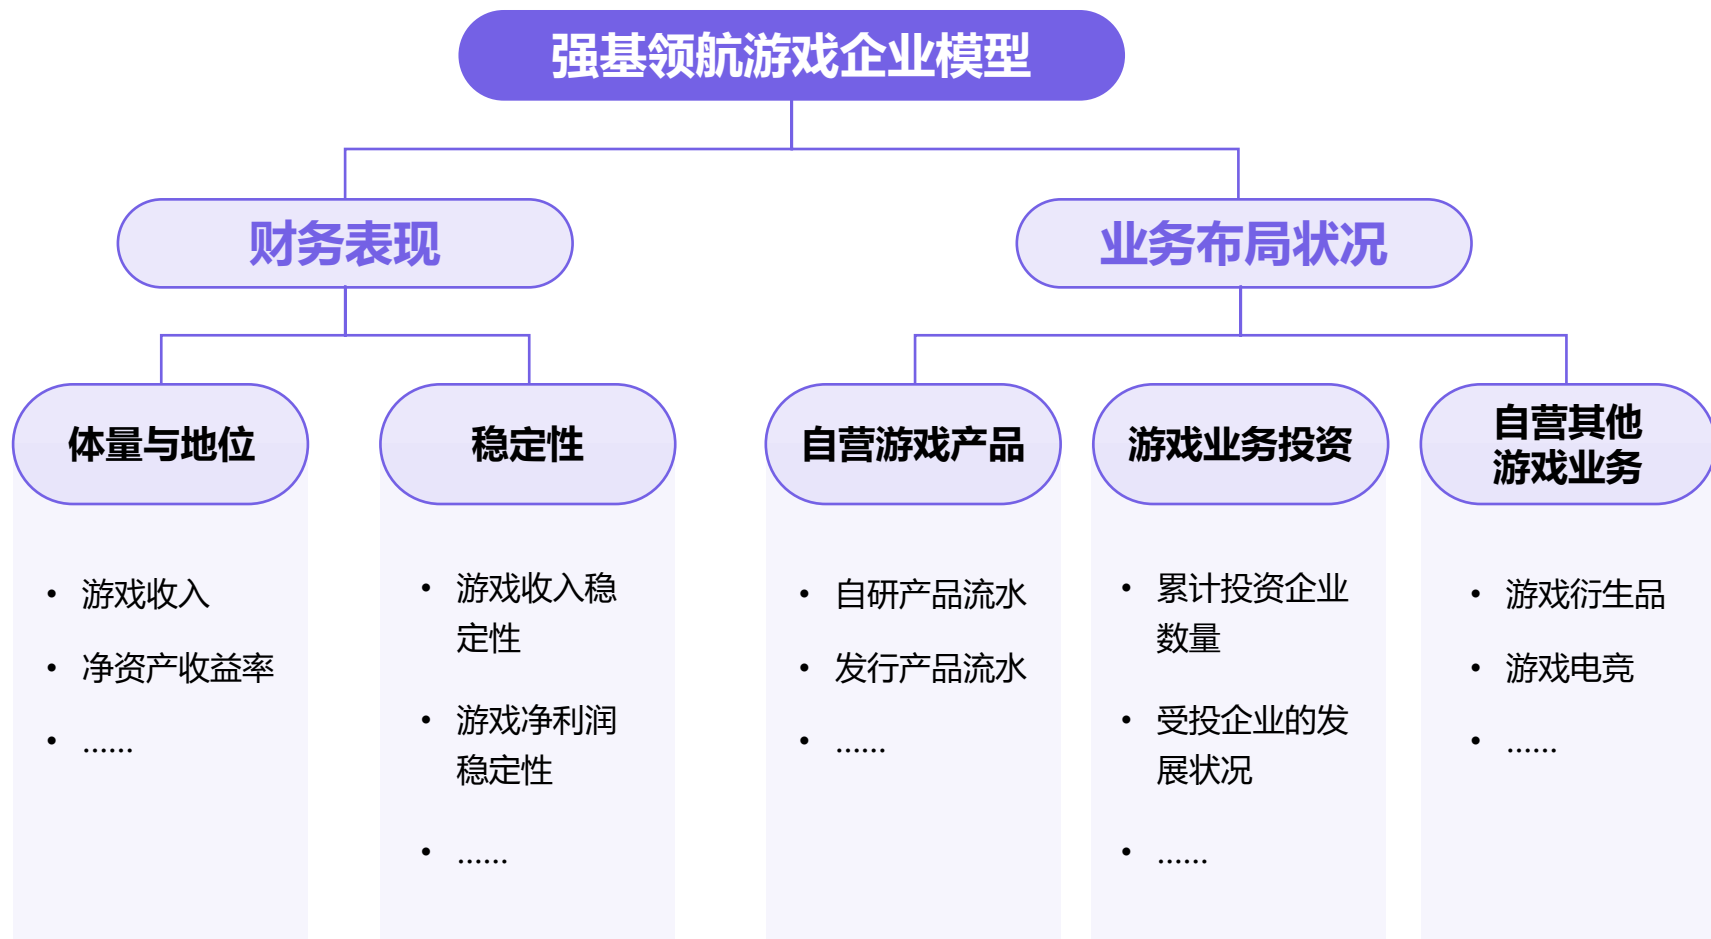 强基领航游戏企业模型
财务表现
业务布局状况
体量与地位
稳定性
自营游戏产品
游戏业务投资
自营其他
游戏业务
• 游戏收入
• 净资产收益率
• ......
• 游戏收入稳
定性
• 游戏净利润
稳定性
• ......
• 自研产品流水
• 发行产品流水
• ......
• 累计投资企业
数量
• 受投企业的发
展状况
• ......
• 游戏衍生品
• 游戏电竞
• ......